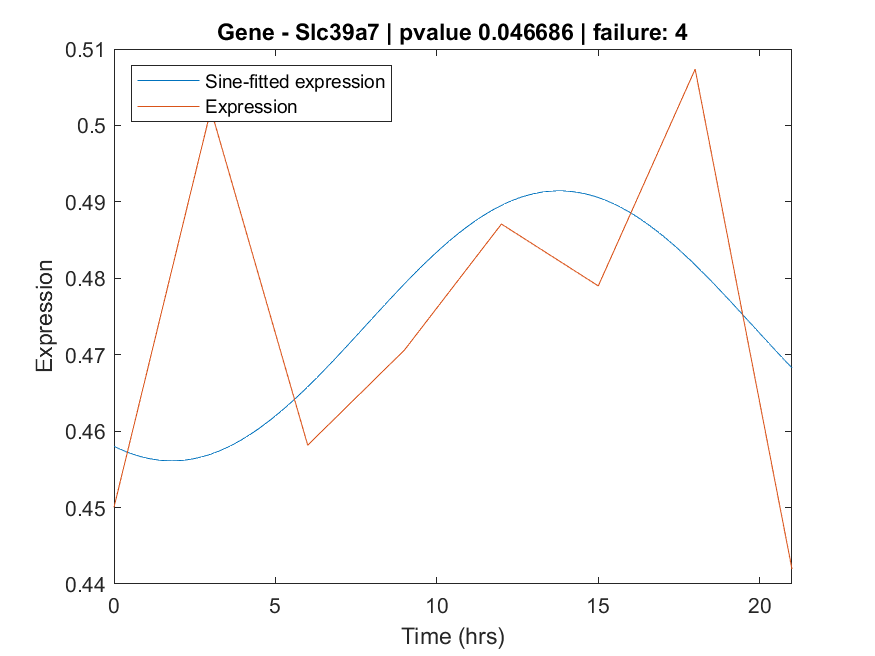 Gene - Slc39a7 | pvalue 0.046686 | failure: 4
0.51
0.5
0.49
0.48
0.47
0.46
0.45
0.44
Expression
Sine-fitted expression
Expression
0 5 10 15 20
Time (hrs)